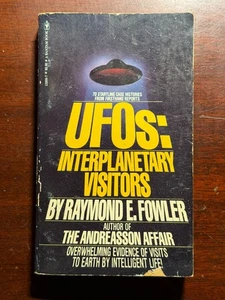 TO STARTLING CASE HISTORIES
FROM FIRSTHAND REPORTS
UFOs:
INTERPLANETARY
VISITORS
BY RAYMOND E. FOWLER
AUTHOR OF
THE ANDREASSON AFFAIR
OVERWHELMING EVIDENCE OF VISITS
TO EARTH BY INTELLIGENT LIFE!